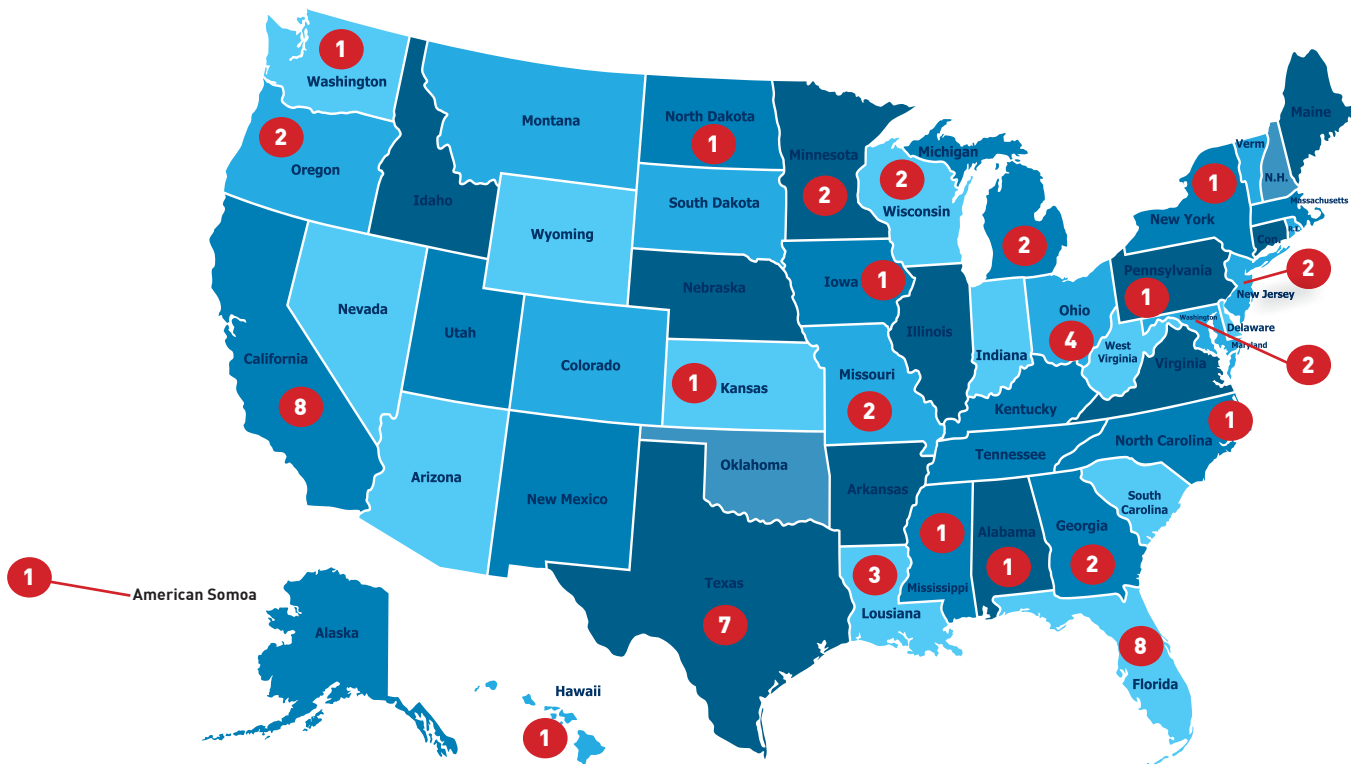 1
Washington
2
Oregon
Montana
Idaho
Wyoming
North Dakota
1
South Dakota
Minnesota
2
2
Wisconsin
Michigan
2
Maine
Verm
N.H.
Massachusetts
R.I.
Con.
1
New York
Pennsylvania
1
2
New Jersey
Washington
Delaware
Maryland
2
Nebraska
Iowa
1
Illinois
Indiana
Ohio
4
West
Virginia
Virginia
Nevada
Utah
California
8
Colorado
1
Kansas
Missouri
2
Kentucky
1
North Carolina
Tennessee
Arizona
New Mexico
Oklahoma
Arkansas
South
Carolina
1
Mississippi
Alabama
1
Georgia
2
Texas
7
3
Lousiana
8
Florida
1
American Somoa
Alaska
Hawaii
1